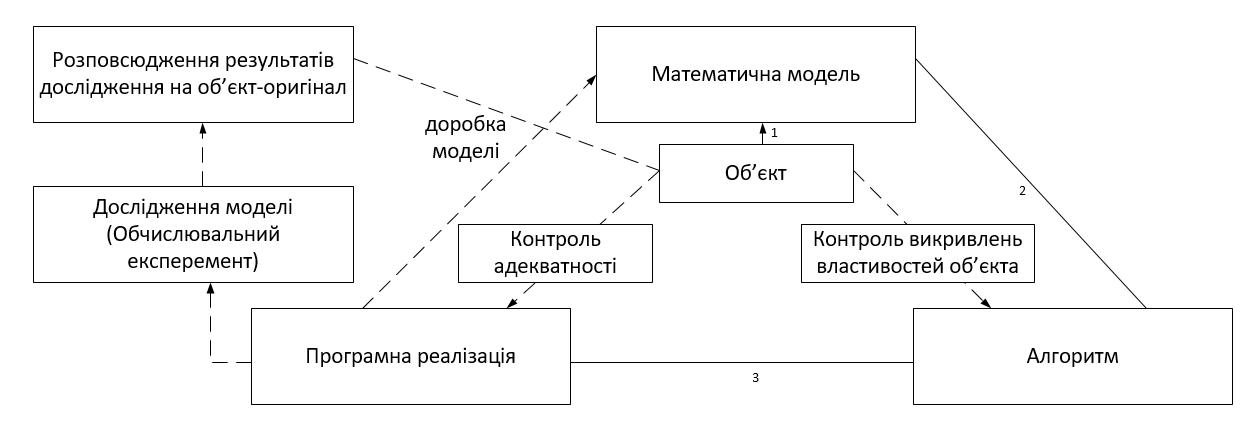 Розповсюдження результатів
дослідження на об’єкт-оригінал
Математична модель
доробка
моделі
1
Об’єкт
2
Дослідження моделі
(Обчислювальний
експеремент)
Контроль
адекватності
Контроль викривлень
властивостей об’єкта
Програмна реалізація
3
Алгоритм